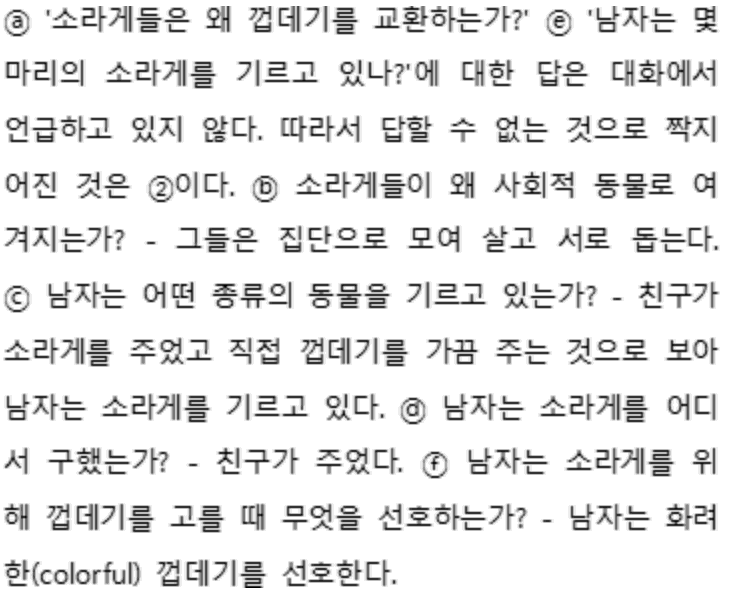 ⓐ '소라게들은 왜 껍데기를 교환하는가?' ⓔ '남자는 몇
마리의 소라게를 기르고 있나?'에 대한 답은 대화에서
언급하고 있지 않다. 따라서 답할 수 없는 것으로 짝지
어진 것은 ②이다. ⓑ 소라게들이 왜 사회적 동물로 여
겨지는가? - 그들은 집단으로 모여 살고 서로 돕는다.
ⓒ 남자는 어떤 종류의 동물을 기르고 있는가? - 친구가
소라게를 주었고 직접 껍데기를 가끔 주는 것으로 보아
남자는 소라게를 기르고 있다. ⓓ 남자는 소라게를 어디
서 구했는가? - 친구가 주었다. ⓕ 남자는 소라게를 위
해 껍데기를 고를 때 무엇을 선호하는가? - 남자는 화려
한(colorful) 껍데기를 선호한다.